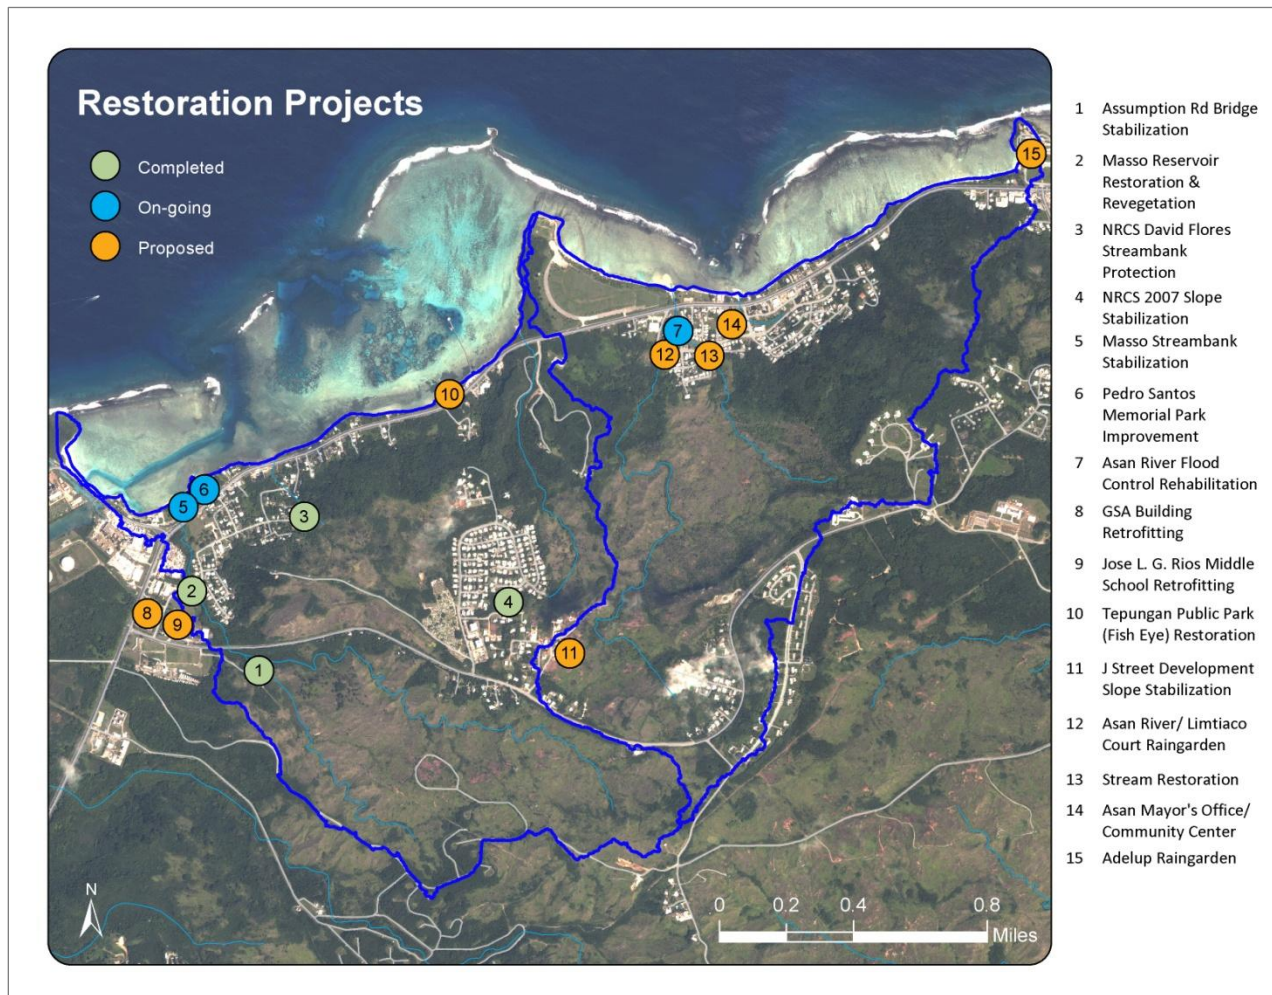 Restoration Projects
Completed
On-going
Proposed
15
14
7
12
13
10
6
5
3
2
4
8
9
11
1
N
0 0.2 0.4 0.8
Miles
1 Assumption Rd Bridge
Stabilization
2 Masso Reservoir
Restoration &
Revegetation
3 NRCS David Flores
Streambank
Protection
4 NRCS 2007 Slope
Stabilization
5 Masso Streambank
Stabilization
6 Pedro Santos
Memorial Park
Improvement
7 Asan River Flood
Control Rehabilitation
8 GSA Building
Retrofitting
9 Jose L. G. Rios Middle
School Retrofitting
10 Tepungan Public Park
(Fish Eye) Restoration
11 J Street Development
Slope Stabilization
12 Asan River/ Limtiaco
Court Raingarden
13 Stream Restoration
14 Asan Mayor's Office/
Community Center
15 Adelup Raingarden